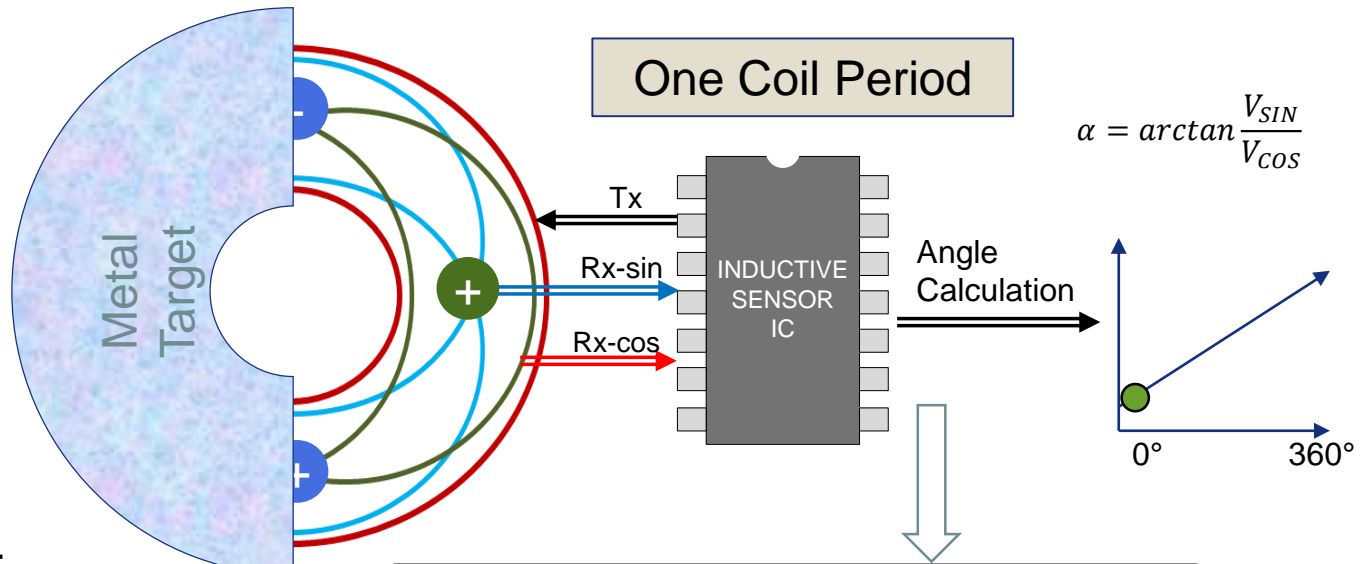 One Coil Period
α = arctan V_SIN / V_COS
-
Metal
Target
+
+
Tx
Rx-sin
Rx-cos
INDUCTIVE
SENSOR
IC
Angle
Calculation
0°
360°